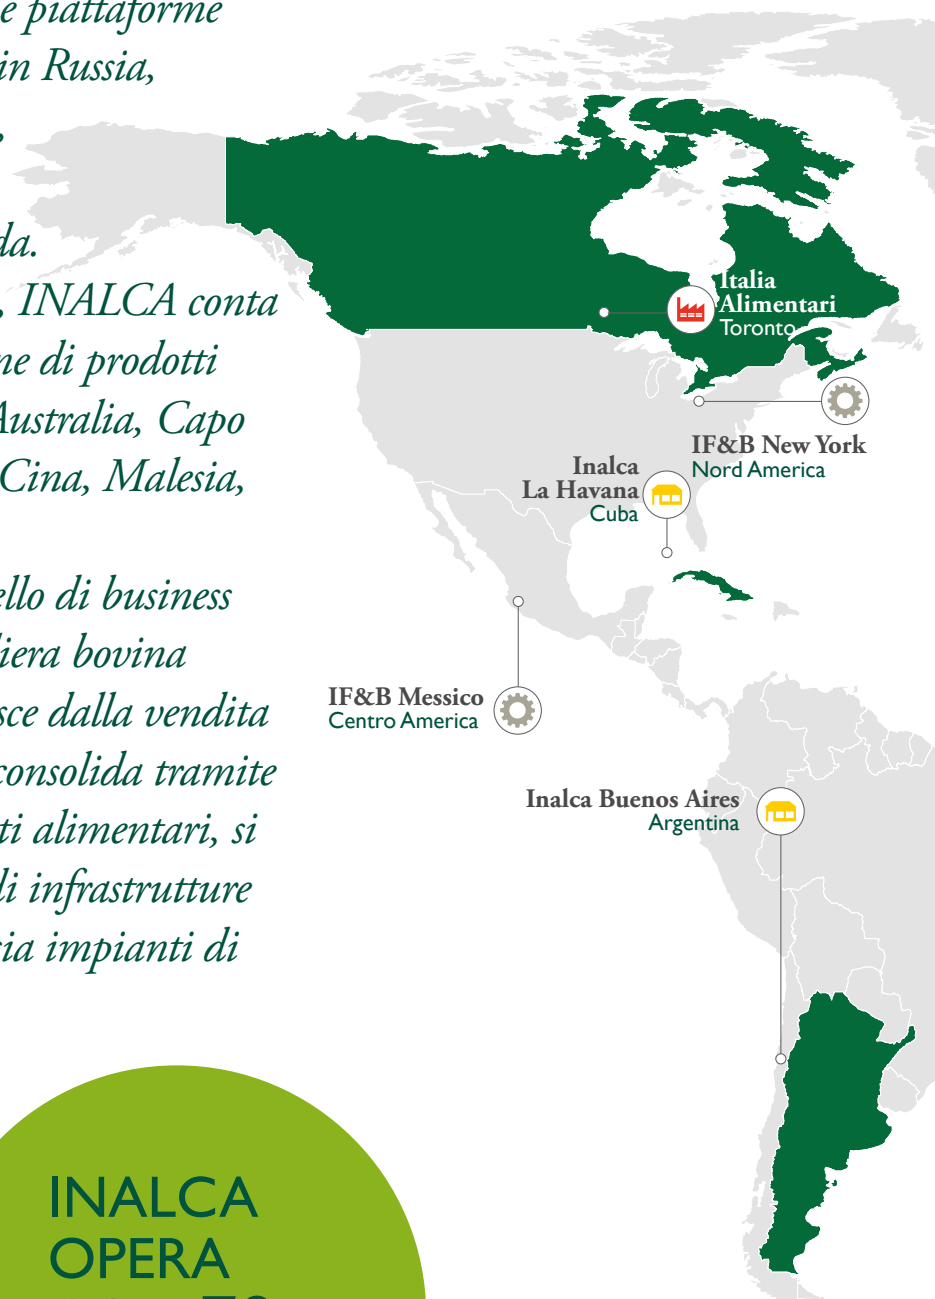 e piattaforme
in Russia,
da.
, INALCA conta
ne di prodotti
Australia, Capo
Cina, Malesia,
ello di business
liera bovina
sce dalla vendita
consolida tramite
ti alimentari, si
di infrastrutture
sia impianti di
Italia
Alimentari
Toronto
IF&B New York
Nord America
Inalca
La Havana
Cuba
IF&B Messico
Centro America
Inalca Buenos Aires
Argentina
INALCA
OPERA